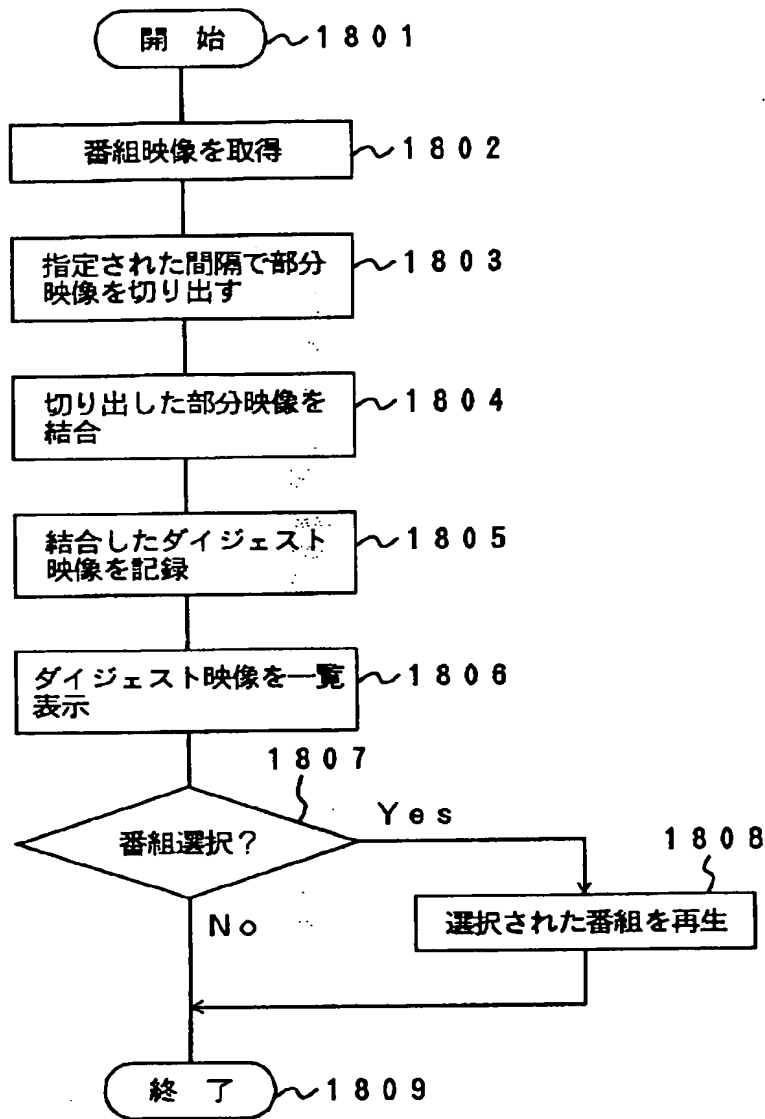 開 始 1801
番組映像を取得 1802
指定された間隔で部分 1803
映像を切り出す
切り出した部分映像を 1804
結合
結合したダイジェスト 1805
映像を記録
ダイジェスト映像を一覧 1806
表示
1807
番組選択? Yes
1808
No
選択された番組を再生
終 了 1809